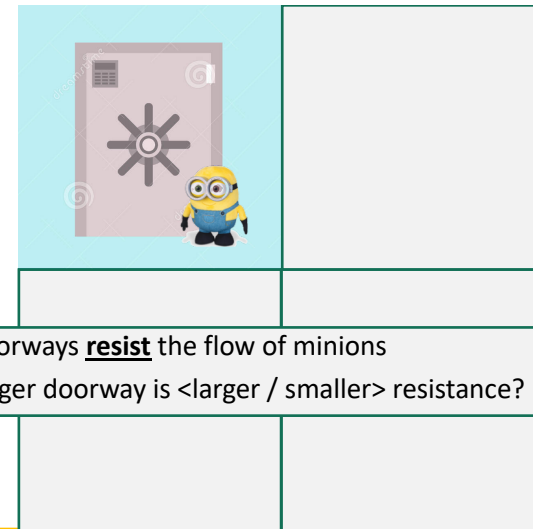 orways resist the flow of minions
ger doorway is <larger / smaller> resistance?